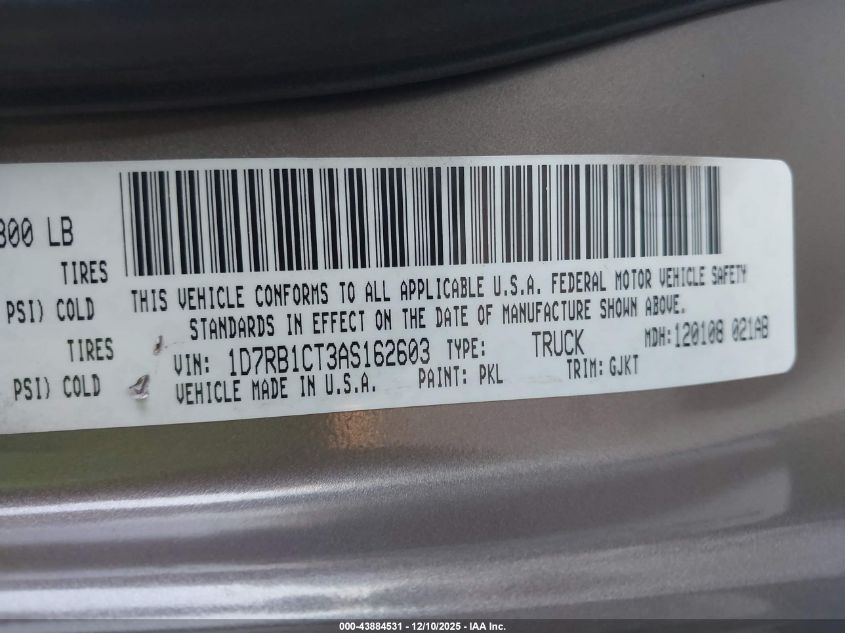 800 LB
TIRES
PSI) COLD
TIRES
PSI) COLD
THIS VEHICLE CONFORMS TO ALL APPLICABLE U.S.A. FEDERAL MOTOR VEHICLE SAFETY
STANDARDS IN EFFECT ON THE DATE OF MANUFACTURE SHOWN ABOVE.
VIN: 1D7RB1CT3AS162603 TYPE: TRUCK MDH:120108 021AB
VEHICLE MADE IN U.S.A. PAINT: PKL TRIM: GJKT
000-43884531 - 12/10/2025 - IAA Inc.